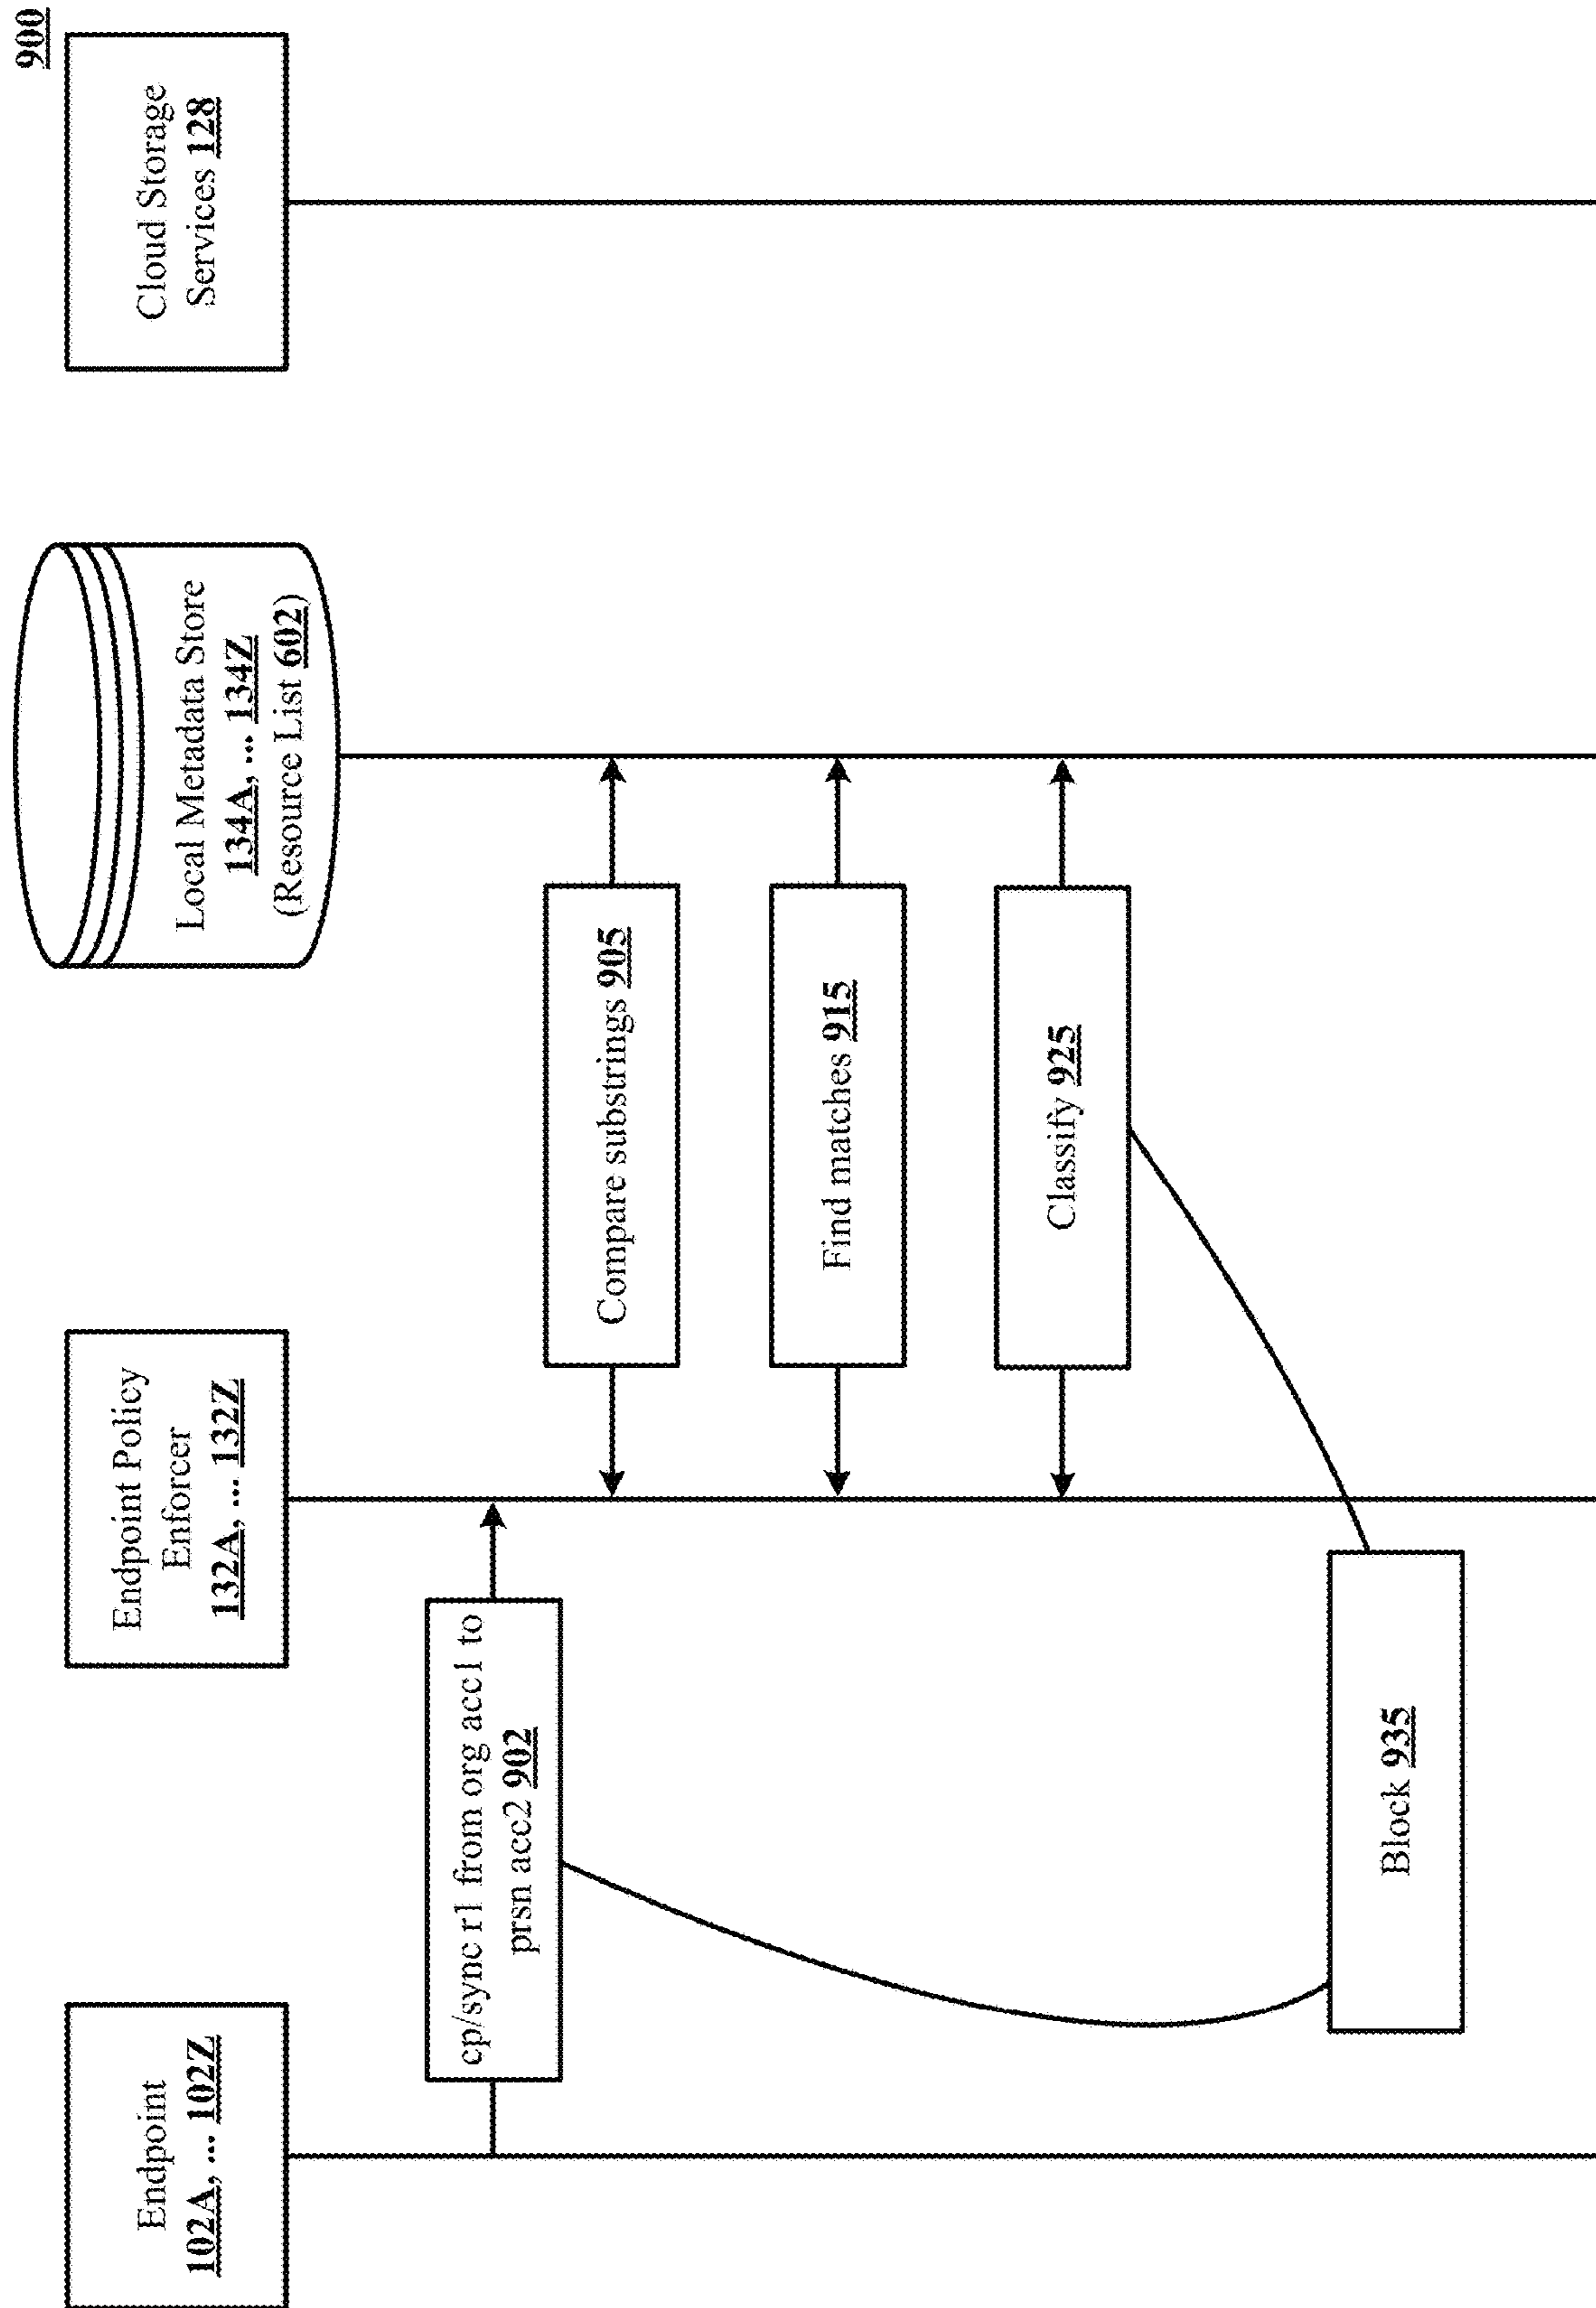 900
Endpoint
102A, ... 102Z
Endpoint Policy
Enforcer
132A, ... 132Z
Local Metadata Store
134A, ... 134Z
(Resource List 602)
Cloud Storage
Services 128
cp/sync r1 from org acc1 to
prsn acc2 902
Compare substrings 905
Find matches 915
Classify 925
Block 935